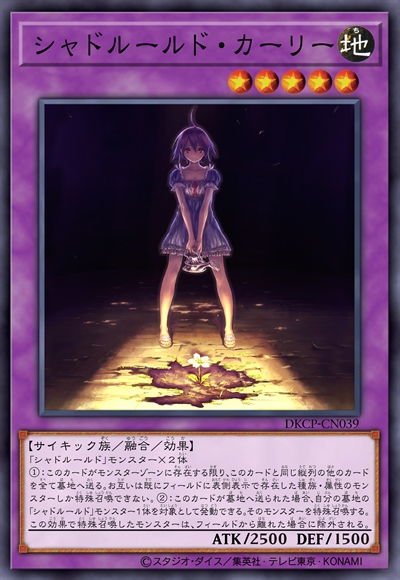 シャドルールド・カーリー
地
DKCP-CN039
【サイキック族／融合／効果】
「シャドルールド」モンスター×２体
①：このカードがモンスターゾーンに存在する限り、このカードと同じ縦列の他のカード
を全て墓地へ送る。お互いは既にフィールドに表側表示で存在した種族・属性のモン
スターしか特殊召喚できない。②：このカードが墓地へ送られた場合、自分の墓地の
「シャドルールド」モンスター1体を対象として発動できる。そのモンスターを特殊召喚する。
この効果で特殊召喚したモンスターは、フィールドから離れた場合に除外される。
ATK/2500 DEF/1500
©スタジオ・ダイス／集英社・テレビ東京・KONAMI